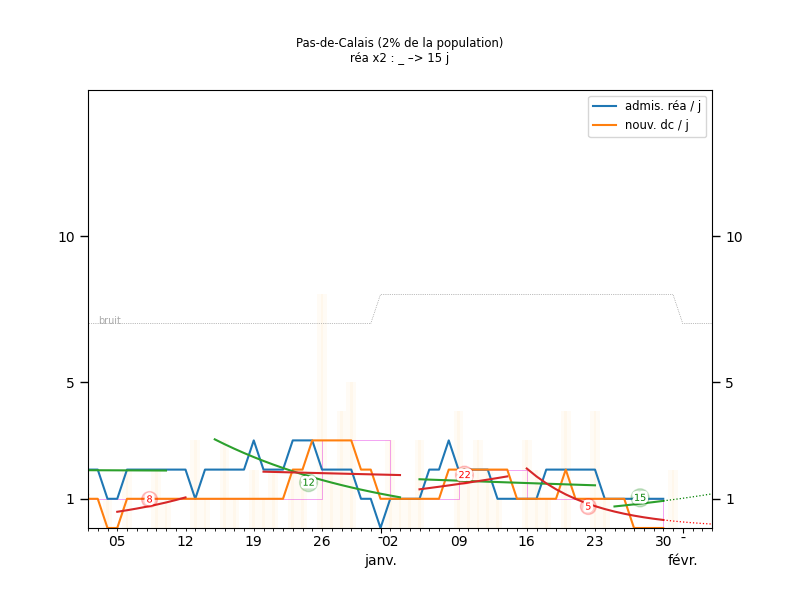 Pas-de-Calais (2% de la population)
réa x2 : _ –> 15 j
admis. réa / j
nouv. dc / j
10
10
bruit
5
5
22
12
15
8
5
1
1
05
12
19
26
02
09
16
23
30
janv.
févr.